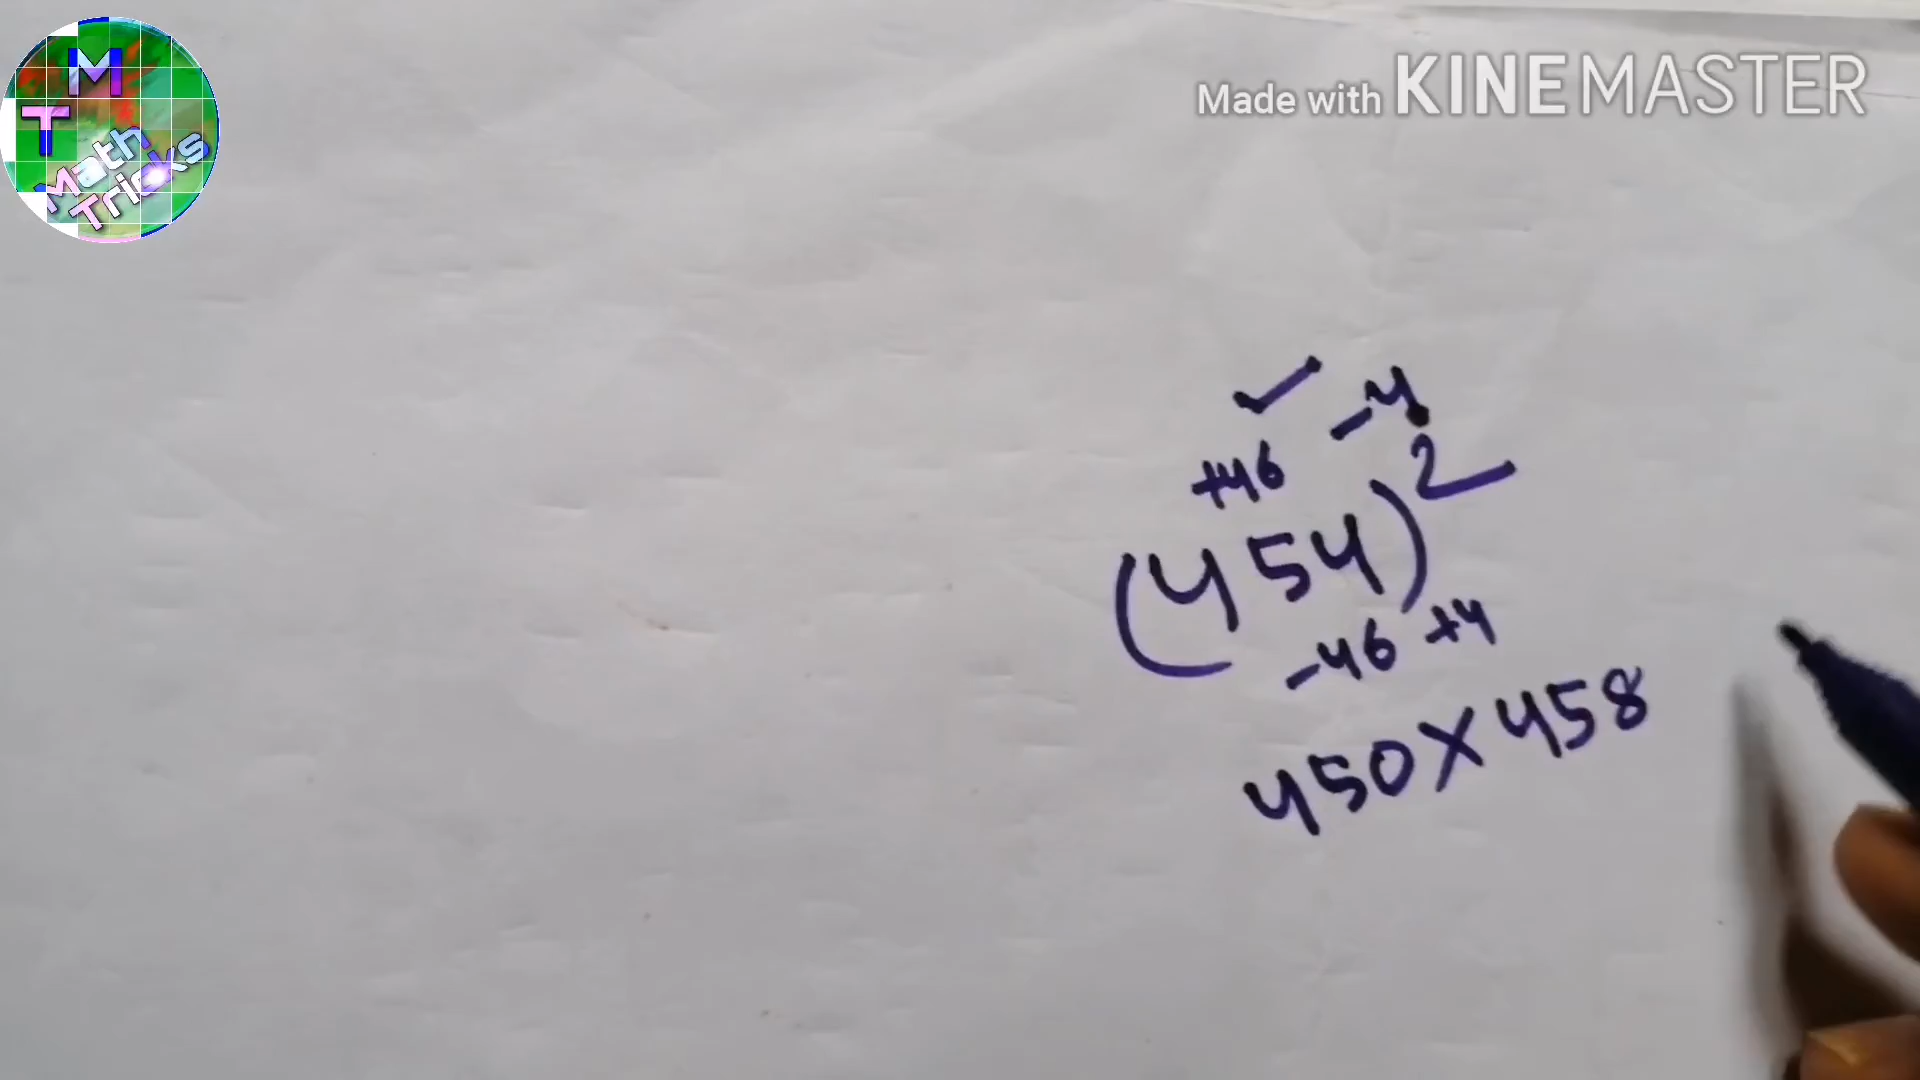 M
T
Math
Tricks
Made with KINEMASTER
✓ -4
+46
(454)²
-46 +4
450×458